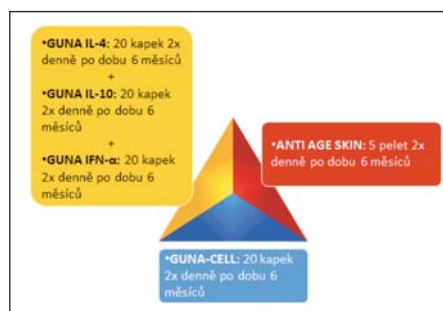 •GUNA IL-4: 20 kapek 2x
denně po dobu 6 měsíců
+
•GUNA IL-10: 20 kapek
2x denně po dobu 6
měsíců
+
•GUNA IFN-α: 20 kapek
2x denně po dobu 6
měsíců
•ANTI AGE SKIN: 5 pelet 2x
denně po dobu 6 měsíců
•GUNA-CELL: 20 kapek
2x denně po dobu 6
měsíců